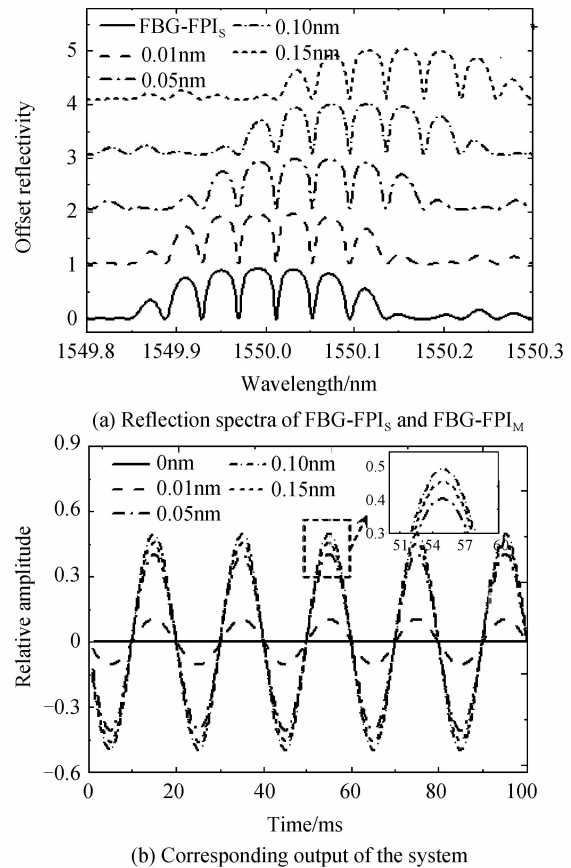 FBG-FPIS
0.10nm
0.01nm
0.15nm
0.05nm
Offset reflectivity
5
4
3
2
1
0
1549.8
1549.9
1550.0
1550.1
1550.2
1550.3
Wavelength/nm
(a) Reflection spectra of FBG-FPIS and FBG-FPIM
0nm
0.10nm
0.01nm
0.15nm
0.05nm
0.5
0.4
0.3
51
54
57
60
Relative amplitude
0.9
0.6
0.3
0
−0.3
−0.6
0
20
40
60
80
100
Time/ms
(b) Corresponding output of the system